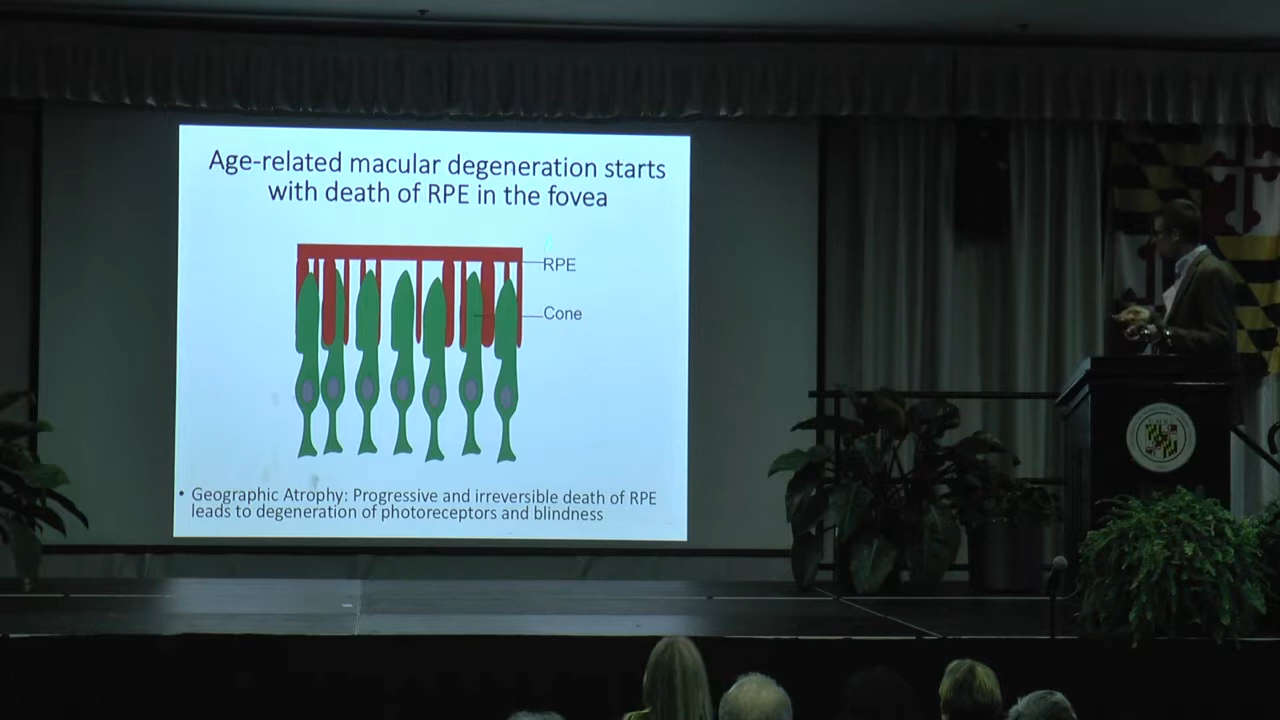 Age-related macular degeneration starts
with death of RPE in the fovea
RPE
Cone
• Geographic Atrophy: Progressive and irreversible death of RPE
leads to degeneration of photoreceptors and blindness